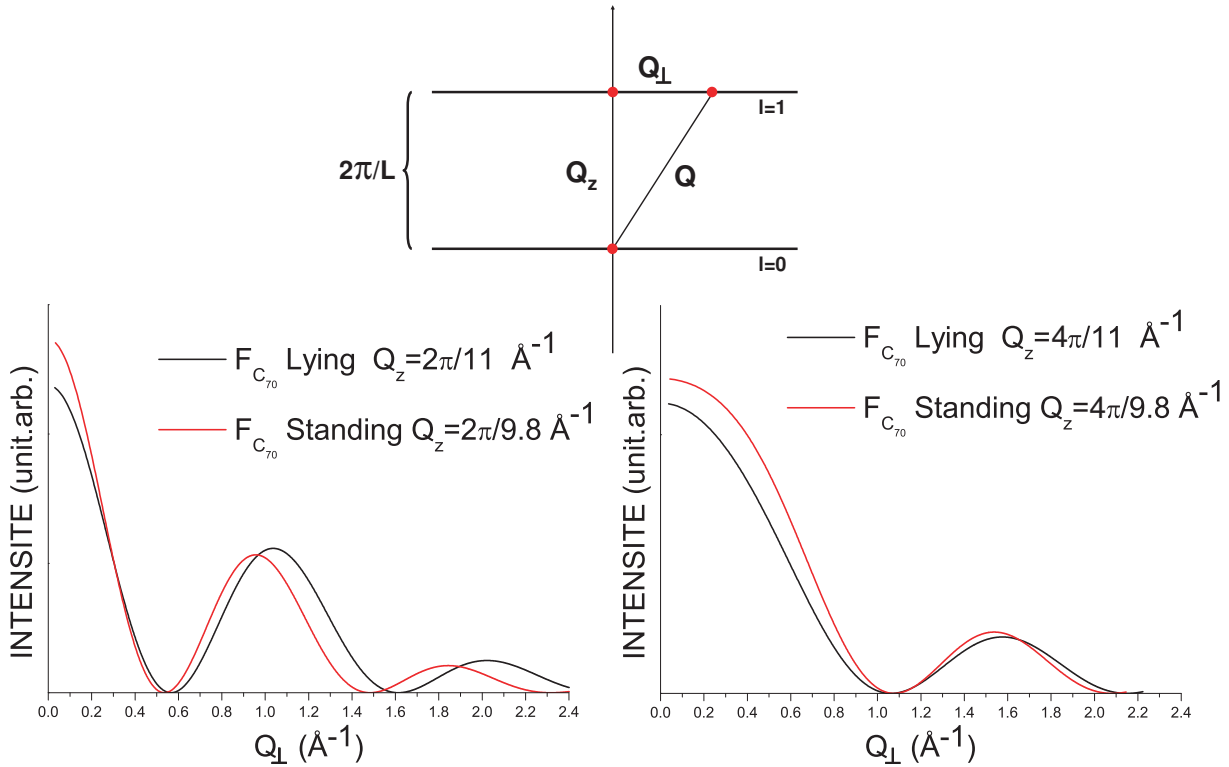 Q⊥
l=1
2π/L
Qz
Q
l=0
INTENSITE (unit.arb.)
F_C70 Lying Qz=2π/11 Å-1
F_C70 Standing Qz=2π/9.8 Å-1
0.0 0.2 0.4 0.6 0.8 1.0 1.2 1.4 1.6 1.8 2.0 2.2 2.4
Q⊥ (Å-1)
INTENSITE (unit.arb.)
F_C70 Lying Qz=4π/11 Å-1
F_C70 Standing Qz=4π/9.8 Å-1
0.0 0.2 0.4 0.6 0.8 1.0 1.2 1.4 1.6 1.8 2.0 2.2 2.4
Q⊥ (Å-1)